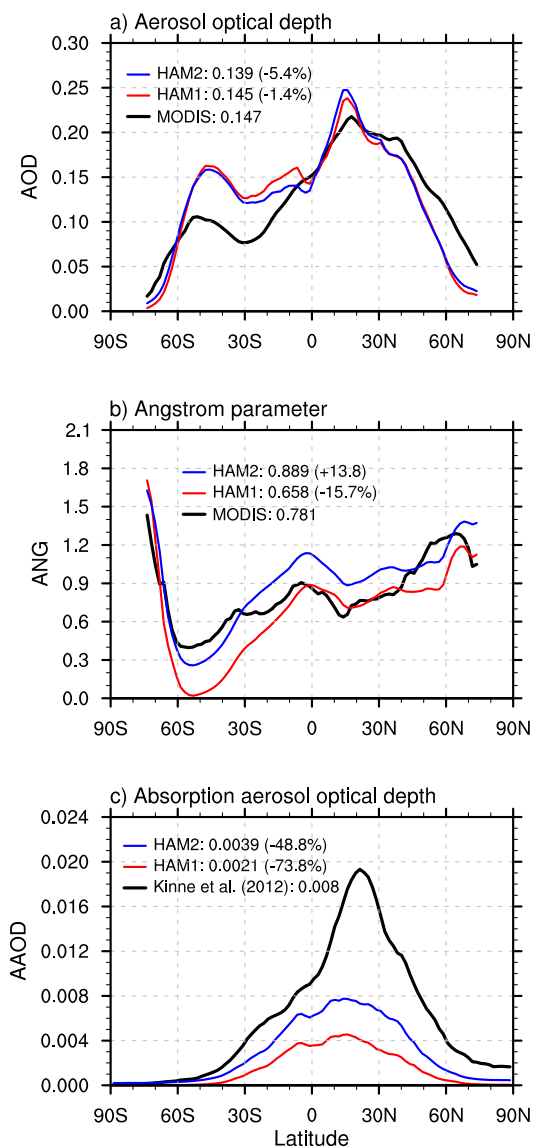 a) Aerosol optical depth
0.30
0.25
0.20
0.15
0.10
0.05
0.00
AOD
HAM2: 0.139 (-5.4%)
HAM1: 0.145 (-1.4%)
MODIS: 0.147
90S 60S 30S 0 30N 60N 90N
b) Angstrom parameter
2.1
1.8
1.5
1.2
0.9
0.6
0.3
0.0
ANG
HAM2: 0.889 (+13.8)
HAM1: 0.658 (-15.7%)
MODIS: 0.781
90S 60S 30S 0 30N 60N 90N
c) Absorption aerosol optical depth
0.024
0.020
0.016
0.012
0.008
0.004
0.000
AAOD
HAM2: 0.0039 (-48.8%)
HAM1: 0.0021 (-73.8%)
Kinne et al. (2012): 0.008
90S 60S 30S 0 30N 60N 90N
Latitude